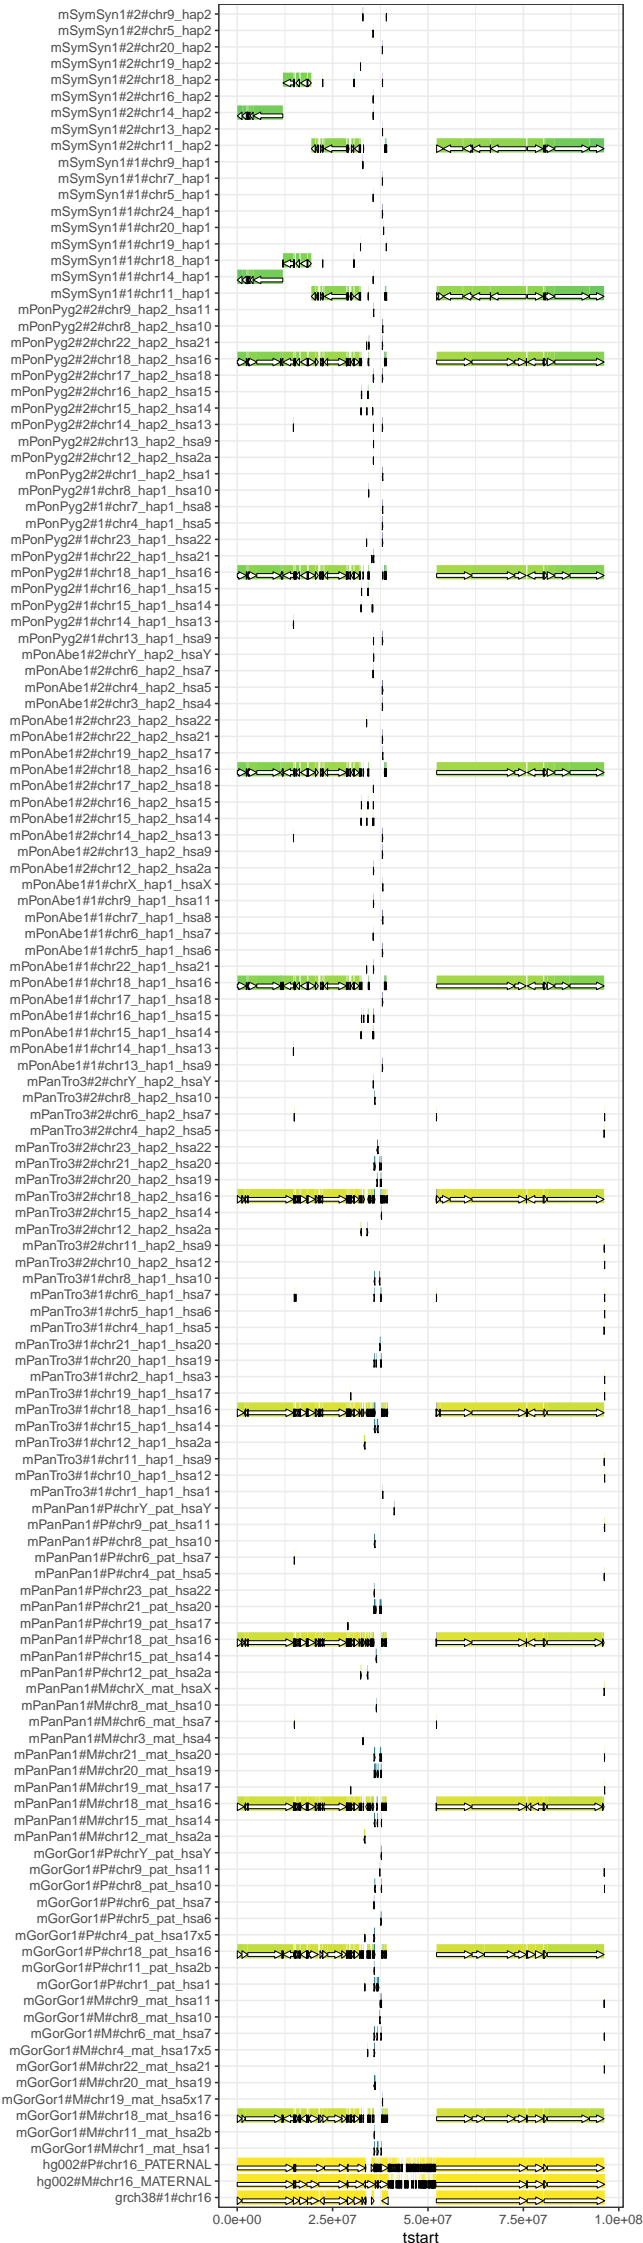 mSymSyn1#2#chr9_hap2
mSymSyn1#2#chr5_hap2
mSymSyn1#2#chr20_hap2
mSymSyn1#2#chr19_hap2
mSymSyn1#2#chr18_hap2
mSymSyn1#2#chr16_hap2
mSymSyn1#2#chr14_hap2
mSymSyn1#2#chr13_hap2
mSymSyn1#2#chr11_hap2
mSymSyn1#1#chr9_hap1
mSymSyn1#1#chr7_hap1
mSymSyn1#1#chr5_hap1
mSymSyn1#1#chr24_hap1
mSymSyn1#1#chr20_hap1
mSymSyn1#1#chr19_hap1
mSymSyn1#1#chr18_hap1
mSymSyn1#1#chr14_hap1
mSymSyn1#1#chr11_hap1
mPonPyg2#2#chr9_hap2_hsa11
mPonPyg2#2#chr8_hap2_hsa10
mPonPyg2#2#chr22_hap2_hsa21
mPonPyg2#2#chr18_hap2_hsa16
mPonPyg2#2#chr17_hap2_hsa18
mPonPyg2#2#chr16_hap2_hsa15
mPonPyg2#2#chr15_hap2_hsa14
mPonPyg2#2#chr14_hap2_hsa13
mPonPyg2#2#chr13_hap2_hsa9
mPonPyg2#2#chr12_hap2_hsa2a
mPonPyg2#2#chr1_hap2_hsa1
mPonPyg2#1#chr8_hap1_hsa10
mPonPyg2#1#chr7_hap1_hsa8
mPonPyg2#1#chr4_hap1_hsa5
mPonPyg2#1#chr23_hap1_hsa22
mPonPyg2#1#chr22_hap1_hsa21
mPonPyg2#1#chr18_hap1_hsa16
mPonPyg2#1#chr16_hap1_hsa15
mPonPyg2#1#chr15_hap1_hsa14
mPonPyg2#1#chr14_hap1_hsa13
mPonPyg2#1#chr13_hap1_hsa9
mPonAbe1#2#chrY_hap2_hsaY
mPonAbe1#2#chr6_hap2_hsa7
mPonAbe1#2#chr4_hap2_hsa5
mPonAbe1#2#chr3_hap2_hsa4
mPonAbe1#2#chr23_hap2_hsa22
mPonAbe1#2#chr22_hap2_hsa21
mPonAbe1#2#chr19_hap2_hsa17
mPonAbe1#2#chr18_hap2_hsa16
mPonAbe1#2#chr17_hap2_hsa18
mPonAbe1#2#chr16_hap2_hsa15
mPonAbe1#2#chr15_hap2_hsa14
mPonAbe1#2#chr14_hap2_hsa13
mPonAbe1#2#chr13_hap2_hsa9
mPonAbe1#2#chr12_hap2_hsa2a
mPonAbe1#1#chrX_hap1_hsaX
mPonAbe1#1#chr9_hap1_hsa11
mPonAbe1#1#chr7_hap1_hsa8
mPonAbe1#1#chr6_hap1_hsa7
mPonAbe1#1#chr5_hap1_hsa6
mPonAbe1#1#chr22_hap1_hsa21
mPonAbe1#1#chr18_hap1_hsa16
mPonAbe1#1#chr17_hap1_hsa18
mPonAbe1#1#chr16_hap1_hsa15
mPonAbe1#1#chr15_hap1_hsa14
mPonAbe1#1#chr14_hap1_hsa13
mPonAbe1#1#chr13_hap1_hsa9
mPanTro3#2#chrY_hap2_hsaY
mPanTro3#2#chr8_hap2_hsa10
mPanTro3#2#chr6_hap2_hsa7
mPanTro3#2#chr4_hap2_hsa5
mPanTro3#2#chr23_hap2_hsa22
mPanTro3#2#chr21_hap2_hsa20
mPanTro3#2#chr20_hap2_hsa19
mPanTro3#2#chr18_hap2_hsa16
mPanTro3#2#chr15_hap2_hsa14
mPanTro3#2#chr12_hap2_hsa2a
mPanTro3#2#chr11_hap2_hsa9
mPanTro3#2#chr10_hap2_hsa12
mPanTro3#1#chr8_hap1_hsa10
mPanTro3#1#chr6_hap1_hsa7
mPanTro3#1#chr5_hap1_hsa6
mPanTro3#1#chr4_hap1_hsa5
mPanTro3#1#chr21_hap1_hsa20
mPanTro3#1#chr20_hap1_hsa19
mPanTro3#1#chr2_hap1_hsa3
mPanTro3#1#chr19_hap1_hsa17
mPanTro3#1#chr18_hap1_hsa16
mPanTro3#1#chr15_hap1_hsa14
mPanTro3#1#chr12_hap1_hsa2a
mPanTro3#1#chr11_hap1_hsa9
mPanTro3#1#chr10_hap1_hsa12
mPanTro3#1#chr1_hap1_hsa1
mPanPan1#P#chrY_pat_hsaY
mPanPan1#P#chr9_pat_hsa11
mPanPan1#P#chr8_pat_hsa10
mPanPan1#P#chr6_pat_hsa7
mPanPan1#P#chr4_pat_hsa5
mPanPan1#P#chr23_pat_hsa22
mPanPan1#P#chr21_pat_hsa20
mPanPan1#P#chr19_pat_hsa17
mPanPan1#P#chr18_pat_hsa16
mPanPan1#P#chr15_pat_hsa14
mPanPan1#P#chr12_pat_hsa2a
mPanPan1#M#chrX_mat_hsaX
mPanPan1#M#chr8_mat_hsa10
mPanPan1#M#chr6_mat_hsa7
mPanPan1#M#chr3_mat_hsa4
mPanPan1#M#chr21_mat_hsa20
mPanPan1#M#chr20_mat_hsa19
mPanPan1#M#chr19_mat_hsa17
mPanPan1#M#chr18_mat_hsa16
mPanPan1#M#chr15_mat_hsa14
mPanPan1#M#chr12_mat_hsa2a
mGorGor1#P#chrY_pat_hsaY
mGorGor1#P#chr9_pat_hsa11
mGorGor1#P#chr8_pat_hsa10
mGorGor1#P#chr6_pat_hsa7
mGorGor1#P#chr5_pat_hsa6
mGorGor1#P#chr4_pat_hsa17x5
mGorGor1#P#chr18_pat_hsa16
mGorGor1#P#chr11_pat_hsa2b
mGorGor1#P#chr1_pat_hsa1
mGorGor1#M#chr9_mat_hsa11
mGorGor1#M#chr8_mat_hsa10
mGorGor1#M#chr6_mat_hsa7
mGorGor1#M#chr4_mat_hsa17x5
mGorGor1#M#chr22_mat_hsa21
mGorGor1#M#chr20_mat_hsa19
mGorGor1#M#chr19_mat_hsa5x17
mGorGor1#M#chr18_mat_hsa16
mGorGor1#M#chr11_mat_hsa2b
mGorGor1#M#chr1_mat_hsa1
hg002#P#chr16_PATERNAL
hg002#M#chr16_MATERNAL
grch38#1#chr16
0.0e+00 2.5e+07 5.0e+07 7.5e+07 1.0e+08
tstart